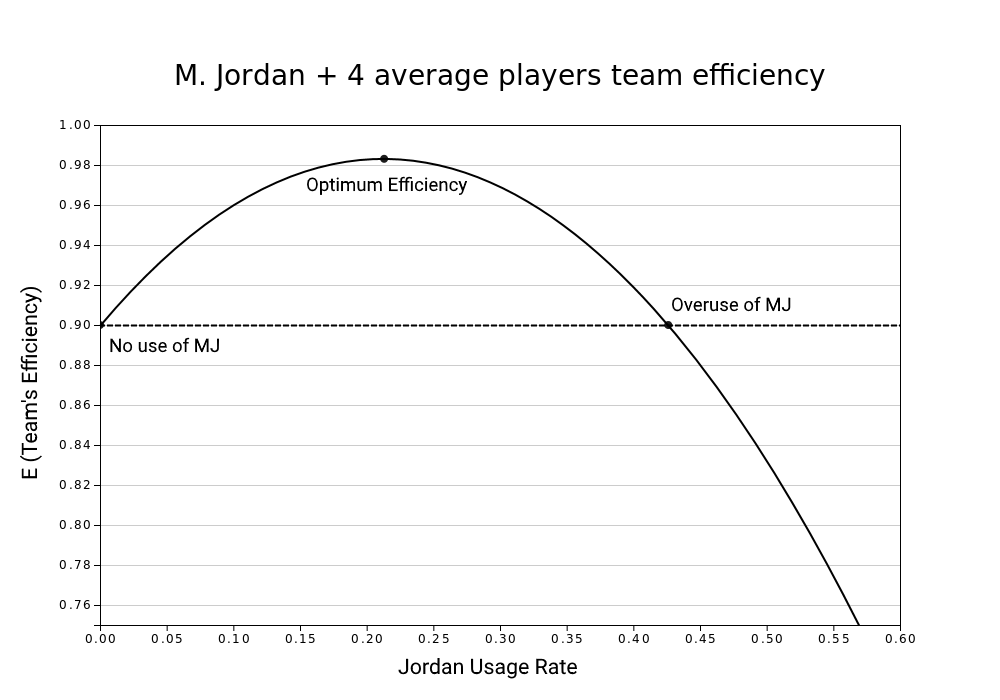 M. Jordan + 4 average players team efficiency
1.00
0.98
Optimum Efficiency
0.96
0.94
0.92
Overuse of MJ
0.90
No use of MJ
0.88
0.86
0.84
0.82
0.80
0.78
0.76
E (Team's Efficiency)
0.00 0.05 0.10 0.15 0.20 0.25 0.30 0.35 0.40 0.45 0.50 0.55 0.60
Jordan Usage Rate